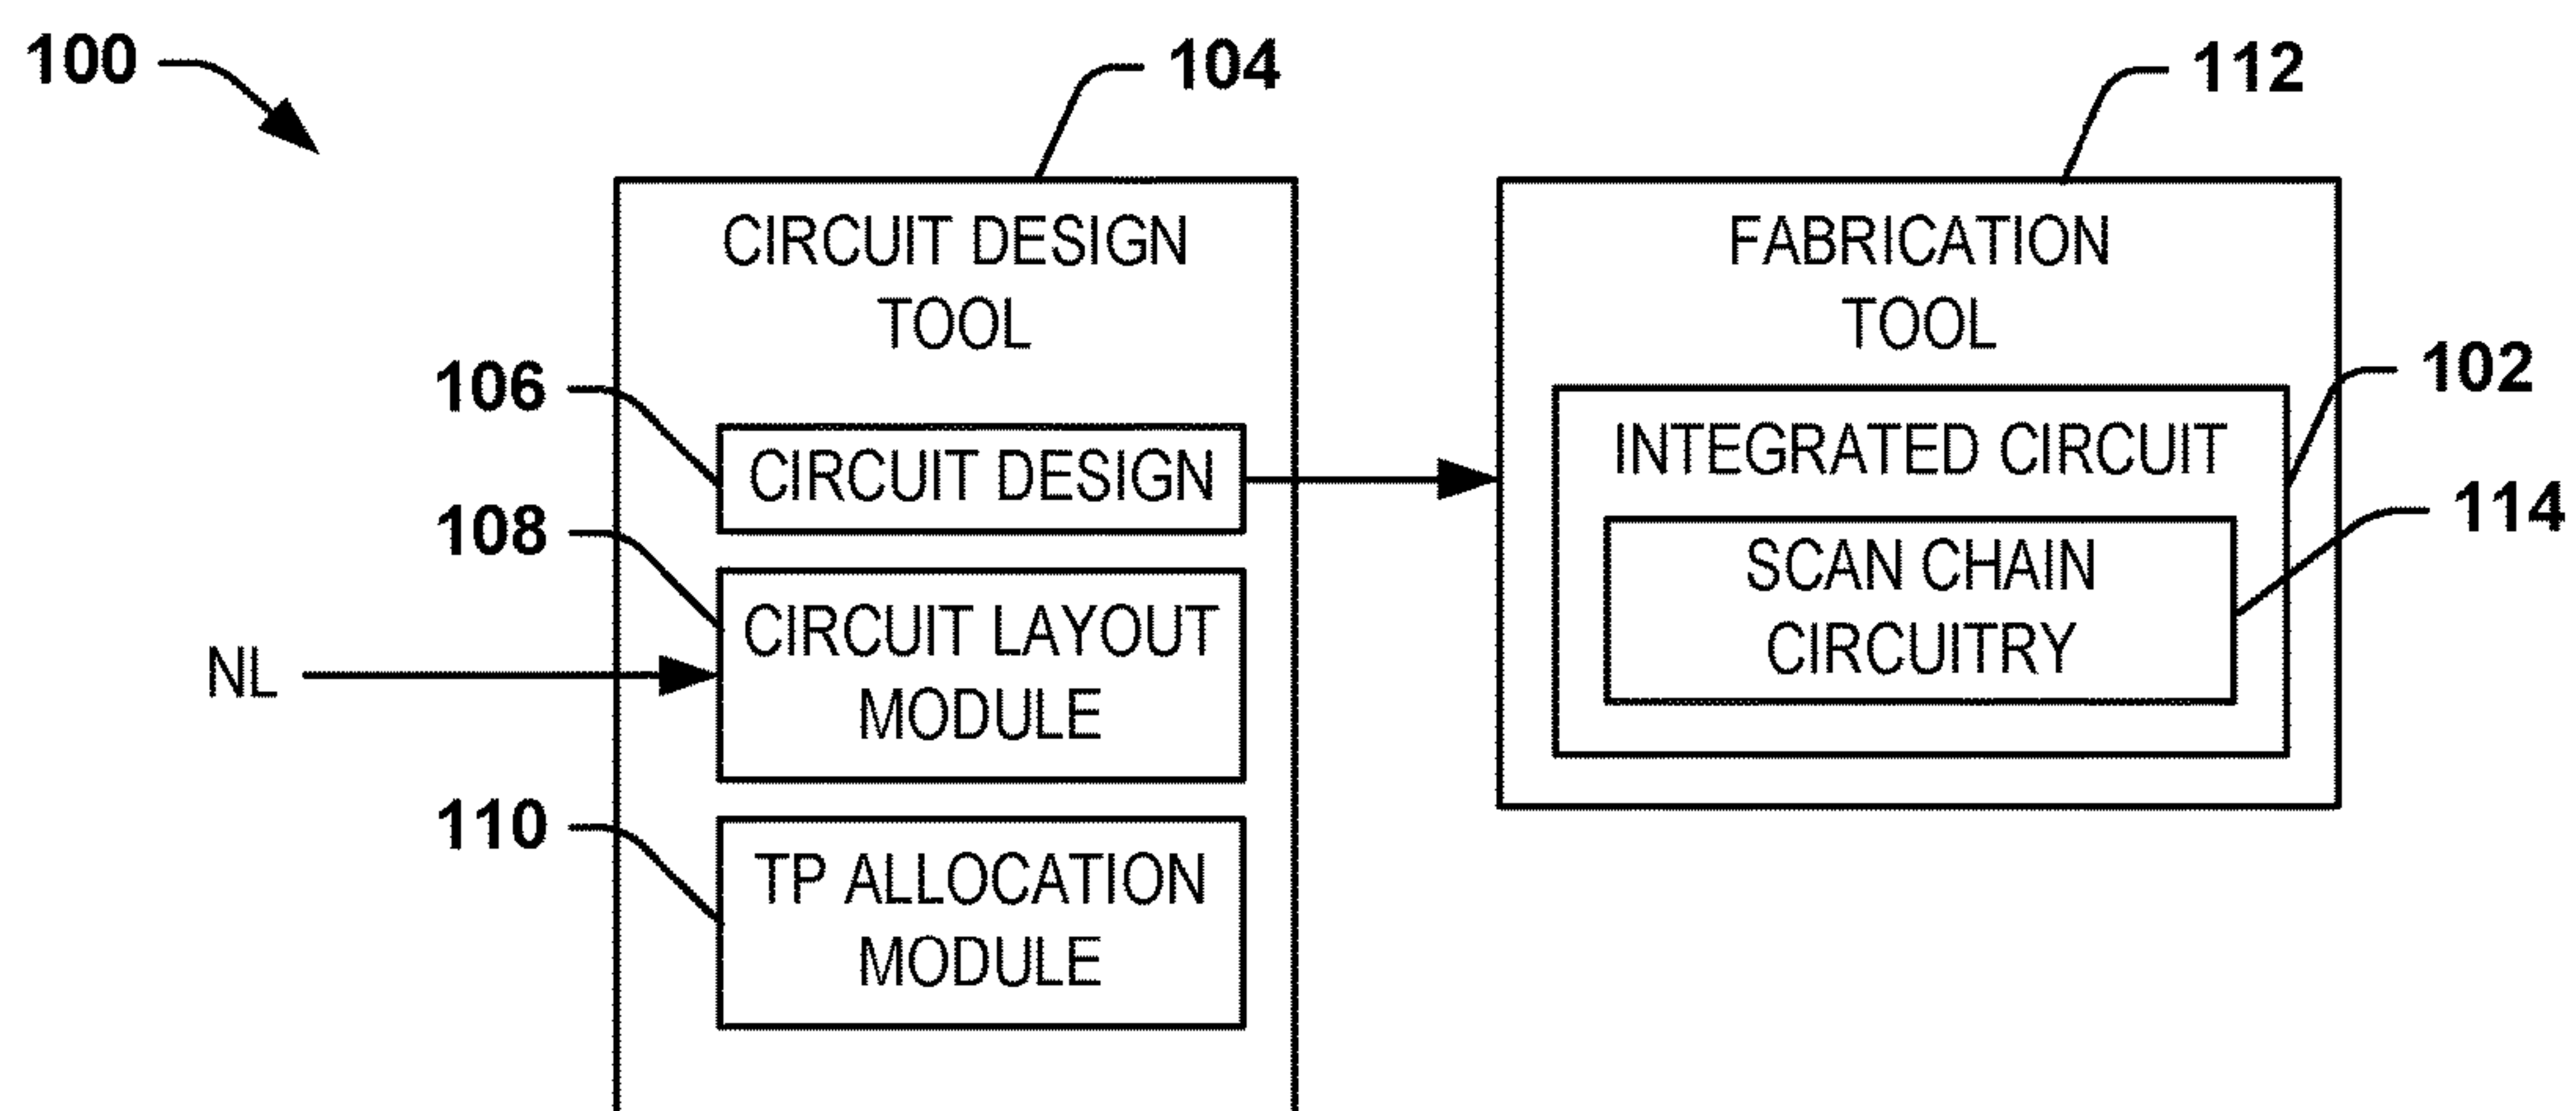 100
104
112
CIRCUIT DESIGN
TOOL
FABRICATION
TOOL
106
CIRCUIT DESIGN
102
INTEGRATED CIRCUIT
108
CIRCUIT LAYOUT
MODULE
114
SCAN CHAIN
CIRCUITRY
NL
110
TP ALLOCATION
MODULE